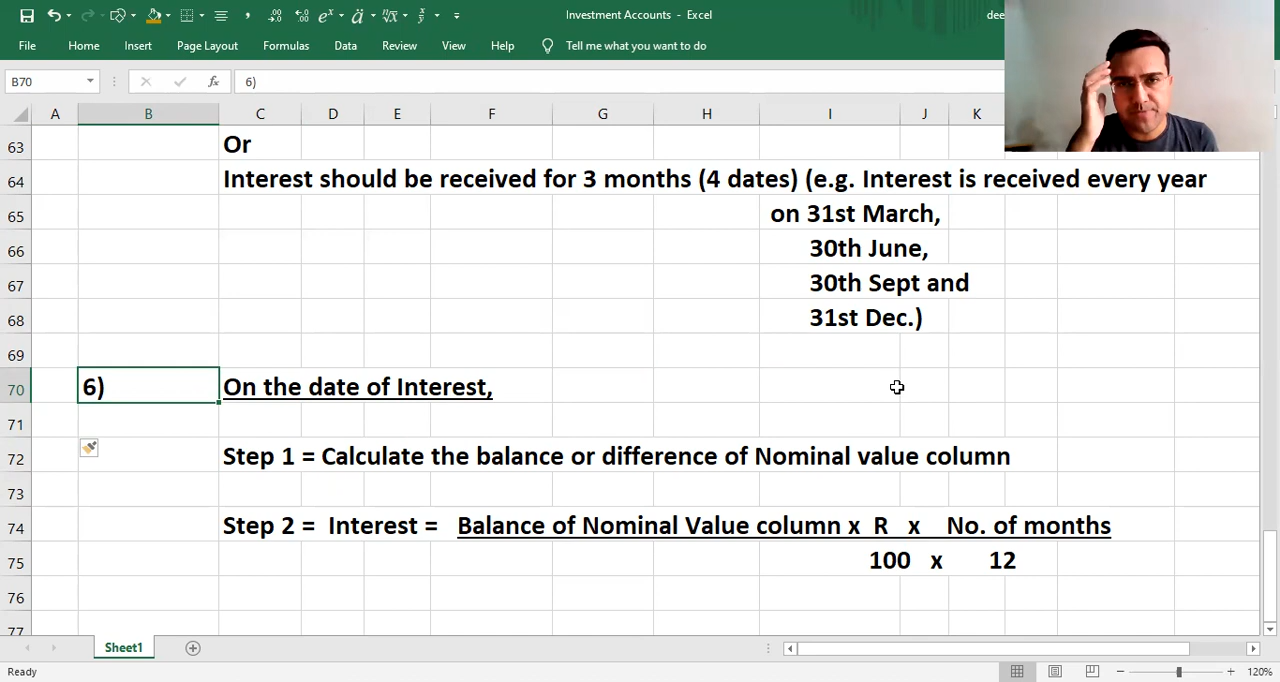 Investment Accounts - Excel
dee
File Home Insert Page Layout Formulas Data Review View Help Tell me what you want to do
B70 fx 6)
A B C D E F G H I J K
63 Or
64 Interest should be received for 3 months (4 dates) (e.g. Interest is received every year
65 on 31st March,
66 30th June,
67 30th Sept and
68 31st Dec.)
69
70 6) On the date of Interest,
71
72 Step 1 = Calculate the balance or difference of Nominal value column
73
74 Step 2 = Interest = Balance of Nominal Value column x R x No. of months
75 100 x 12
76
77
Sheet1
Ready 120%